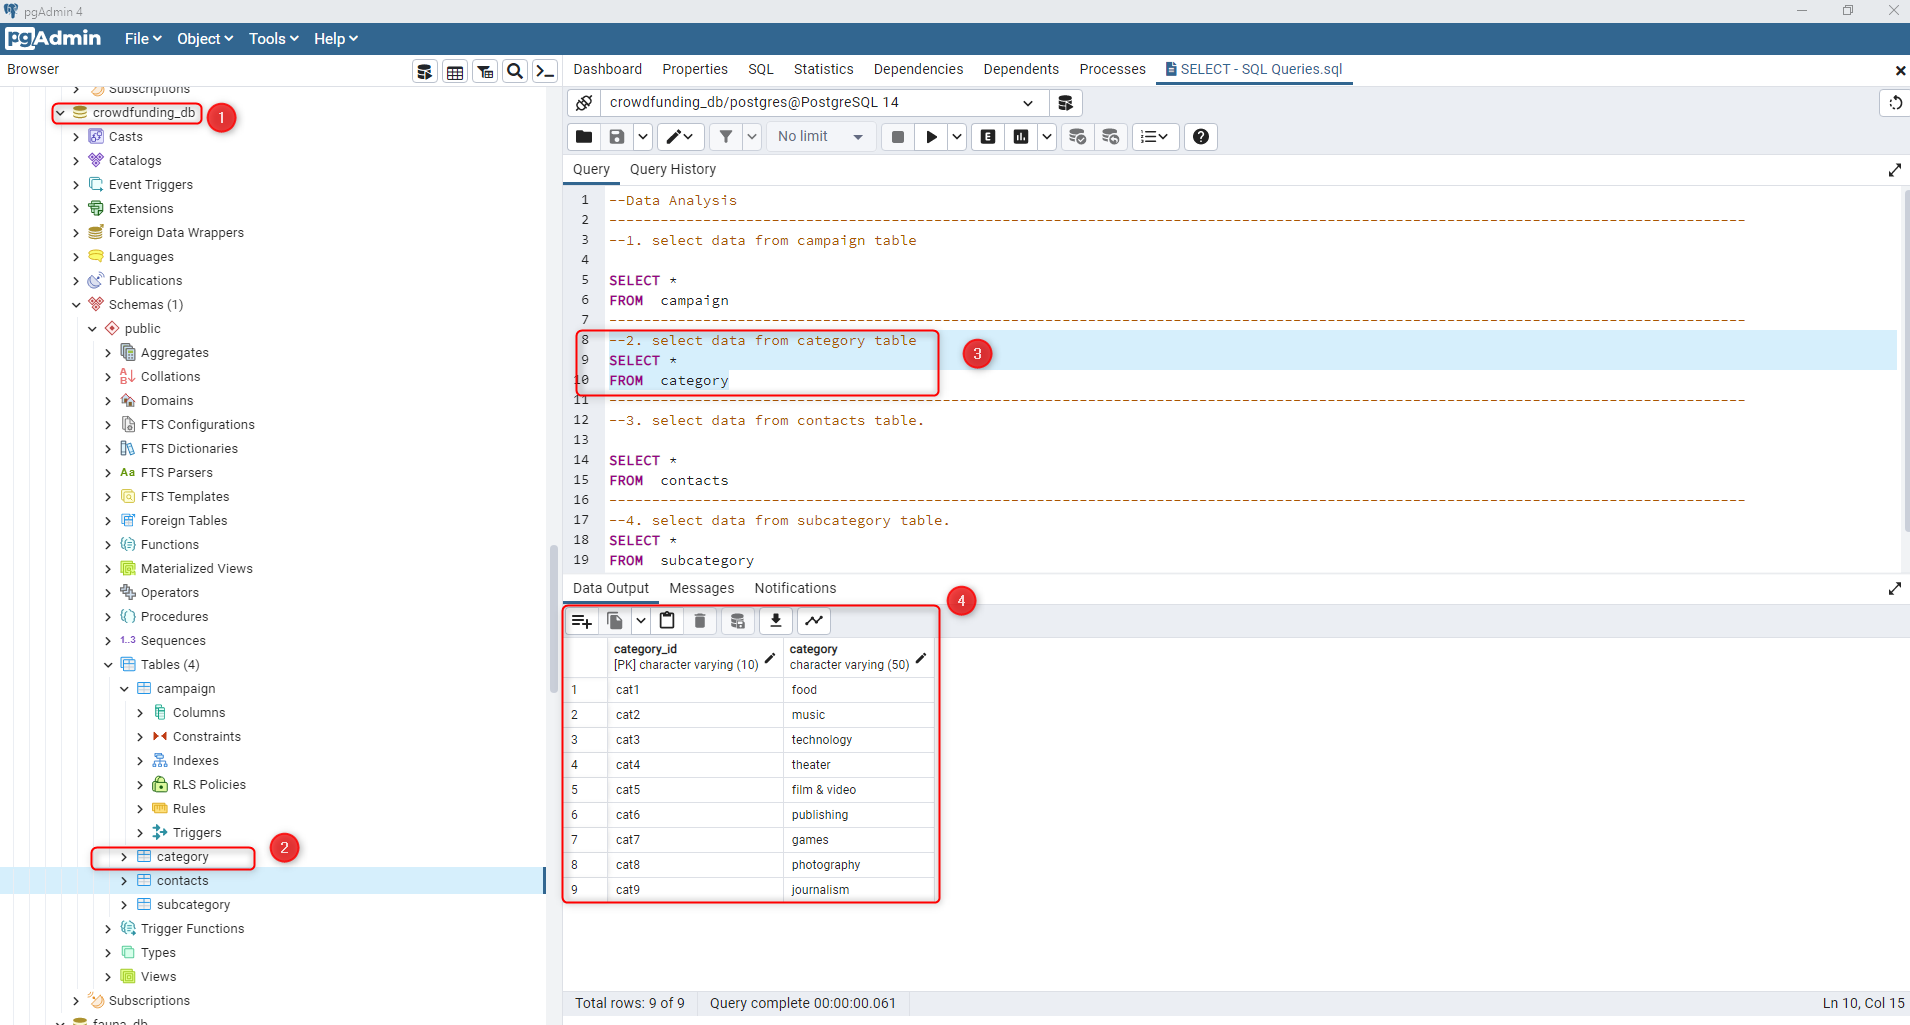 pgAdmin 4
pgAdmin
File
Object
Tools
Help
Browser
Subscriptions
crowdfunding_db
1
Casts
Catalogs
Event Triggers
Extensions
Foreign Data Wrappers
Languages
Publications
Schemas (1)
public
Aggregates
Collations
Domains
FTS Configurations
FTS Dictionaries
Aa FTS Parsers
FTS Templates
Foreign Tables
Functions
Materialized Views
Operators
Procedures
1..3 Sequences
Tables (4)
campaign
Columns
Constraints
Indexes
RLS Policies
Rules
Triggers
category
2
contacts
subcategory
Trigger Functions
Types
Views
Subscriptions
fauna_db
Dashboard Properties SQL Statistics Dependencies Dependents Processes SELECT - SQL Queries.sql
crowdfunding_db/postgres@PostgreSQL 14
No limit
E
Query Query History
1 --Data Analysis
2 --------------------------------------------------------------------------------------------------------------------------------------
3 --1. select data from campaign table
4
5 SELECT *
6 FROM  campaign
7 --------------------------------------------------------------------------------------------------------------------------------------
8 --2. select data from category table
9 SELECT *
10 FROM  category
3
11 --------------------------------------------------------------------------------------------------------------------------------------
12 --3. select data from contacts table.
13
14 SELECT *
15 FROM  contacts
16 --------------------------------------------------------------------------------------------------------------------------------------
17 --4. select data from subcategory table.
18 SELECT *
19 FROM  subcategory
Data Output Messages Notifications
4
category_id category
[PK] character varying (10) character varying (50)
1 cat1 food
2 cat2 music
3 cat3 technology
4 cat4 theater
5 cat5 film & video
6 cat6 publishing
7 cat7 games
8 cat8 photography
9 cat9 journalism
Total rows: 9 of 9 Query complete 00:00:00.061 Ln 10, Col 15